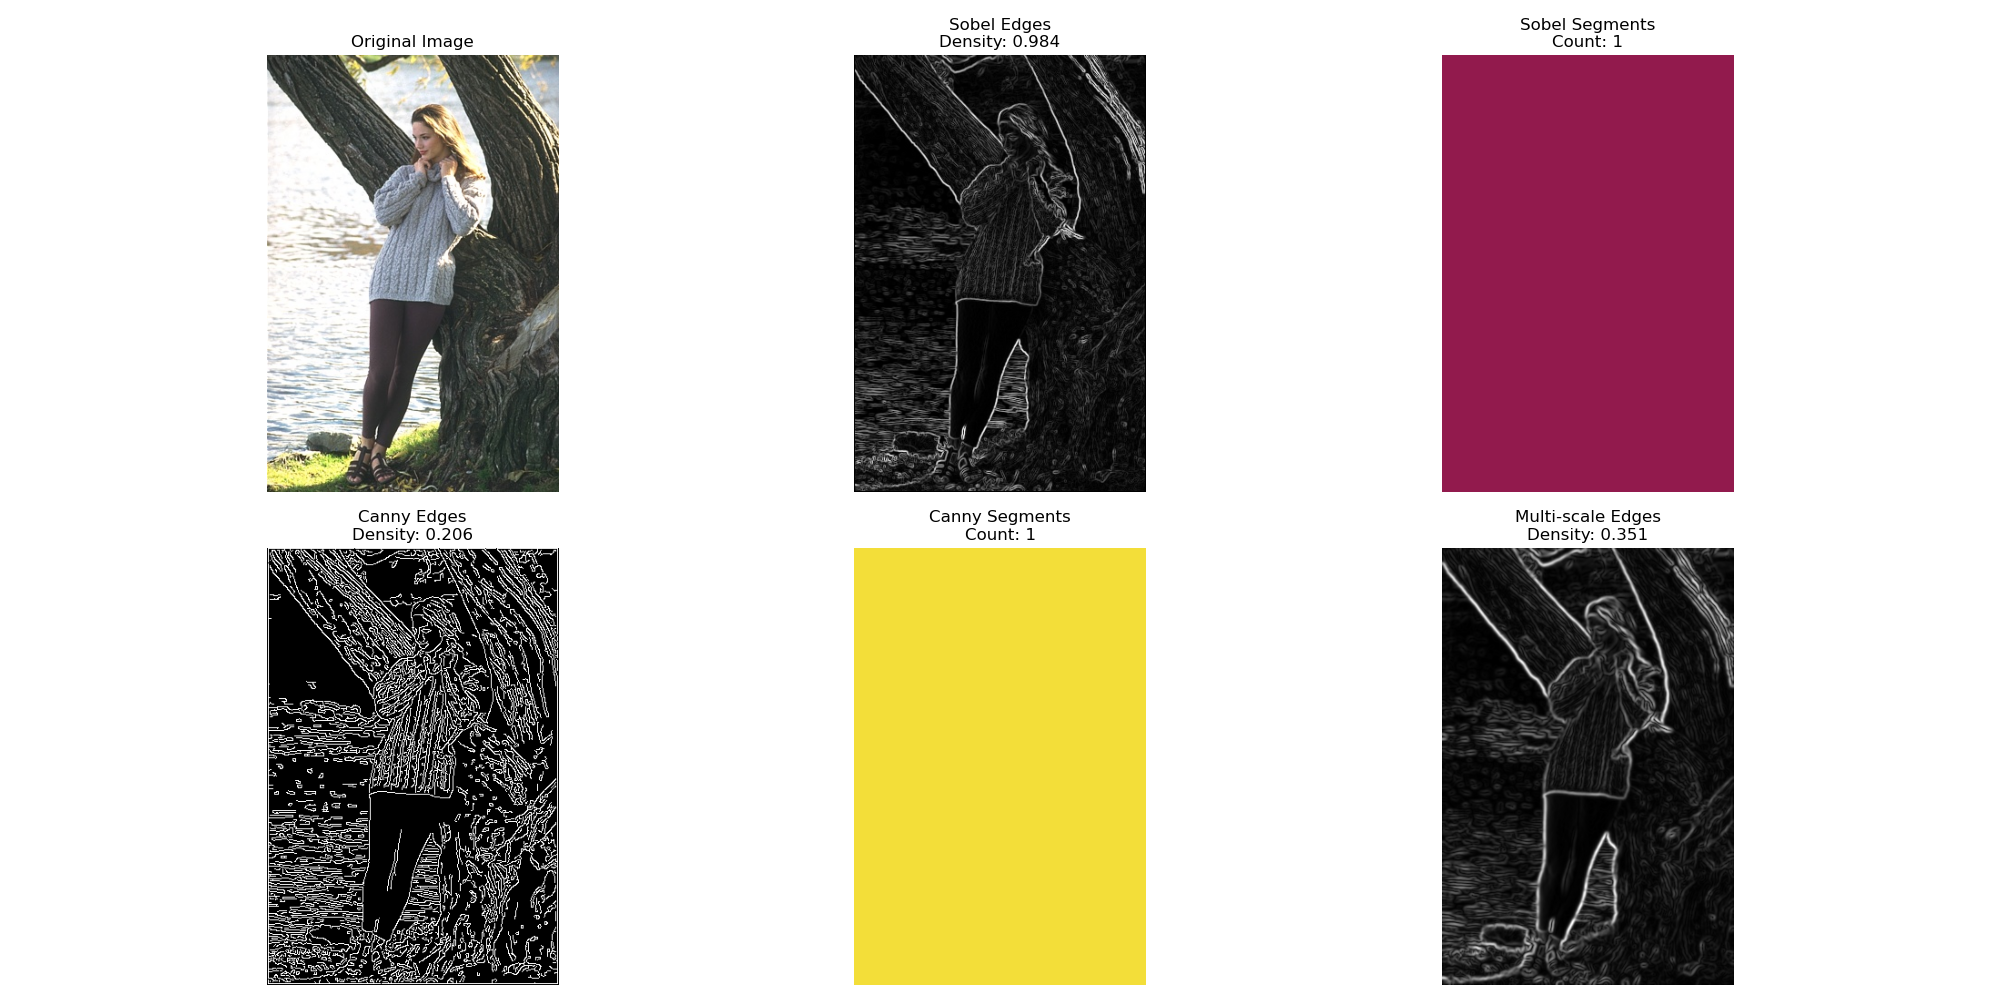 Original Image
Sobel Edges
Density: 0.984
Sobel Segments
Count: 1
Canny Edges
Density: 0.206
Canny Segments
Count: 1
Multi-scale Edges
Density: 0.351